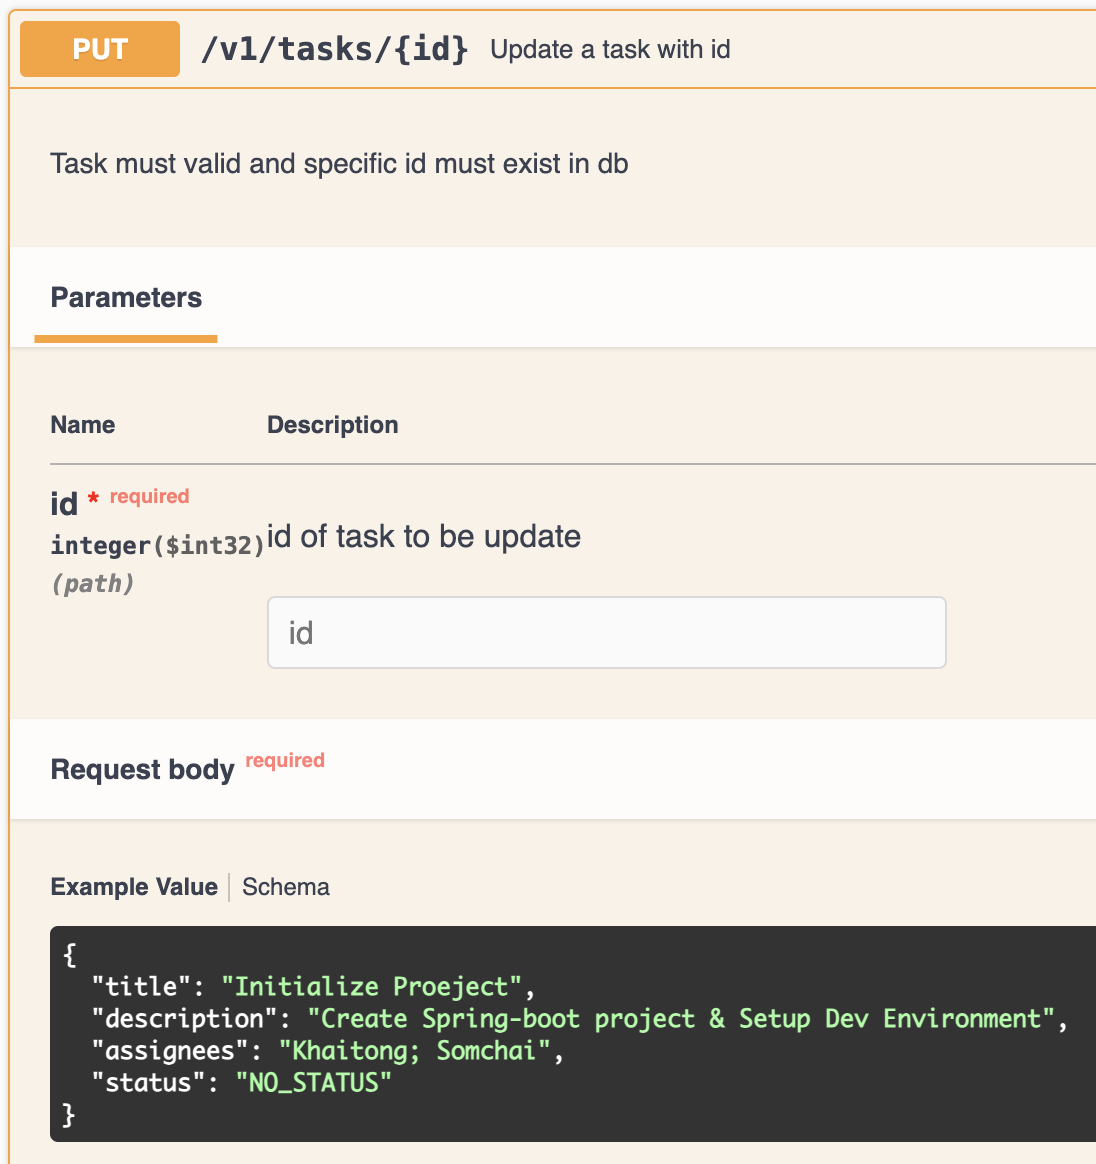 PUT /v1/tasks/{id} Update a task with id
Task must valid and specific id must exist in db
Parameters
Name Description
id * required
integer($int32)
(path)
id of task to be update
id
Request body required
Example Value Schema
{
"title": "Initialize Proeject",
"description": "Create Spring-boot project & Setup Dev Environment",
"assignees": "Khaitong; Somchai",
"status": "NO_STATUS"
}